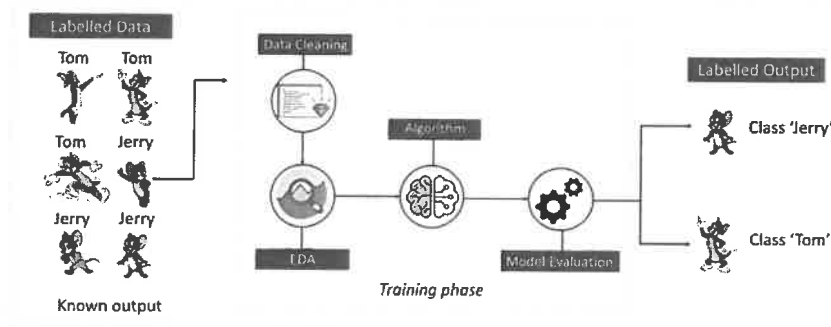 Labelled Data
Tom Tom
Tom Jerry
Jerry Jerry
Known output
Data Cleaning
EDA
Algorithm
Model Evaluation
Training phase
Labelled Output
Class 'Jerry'
Class 'Tom'